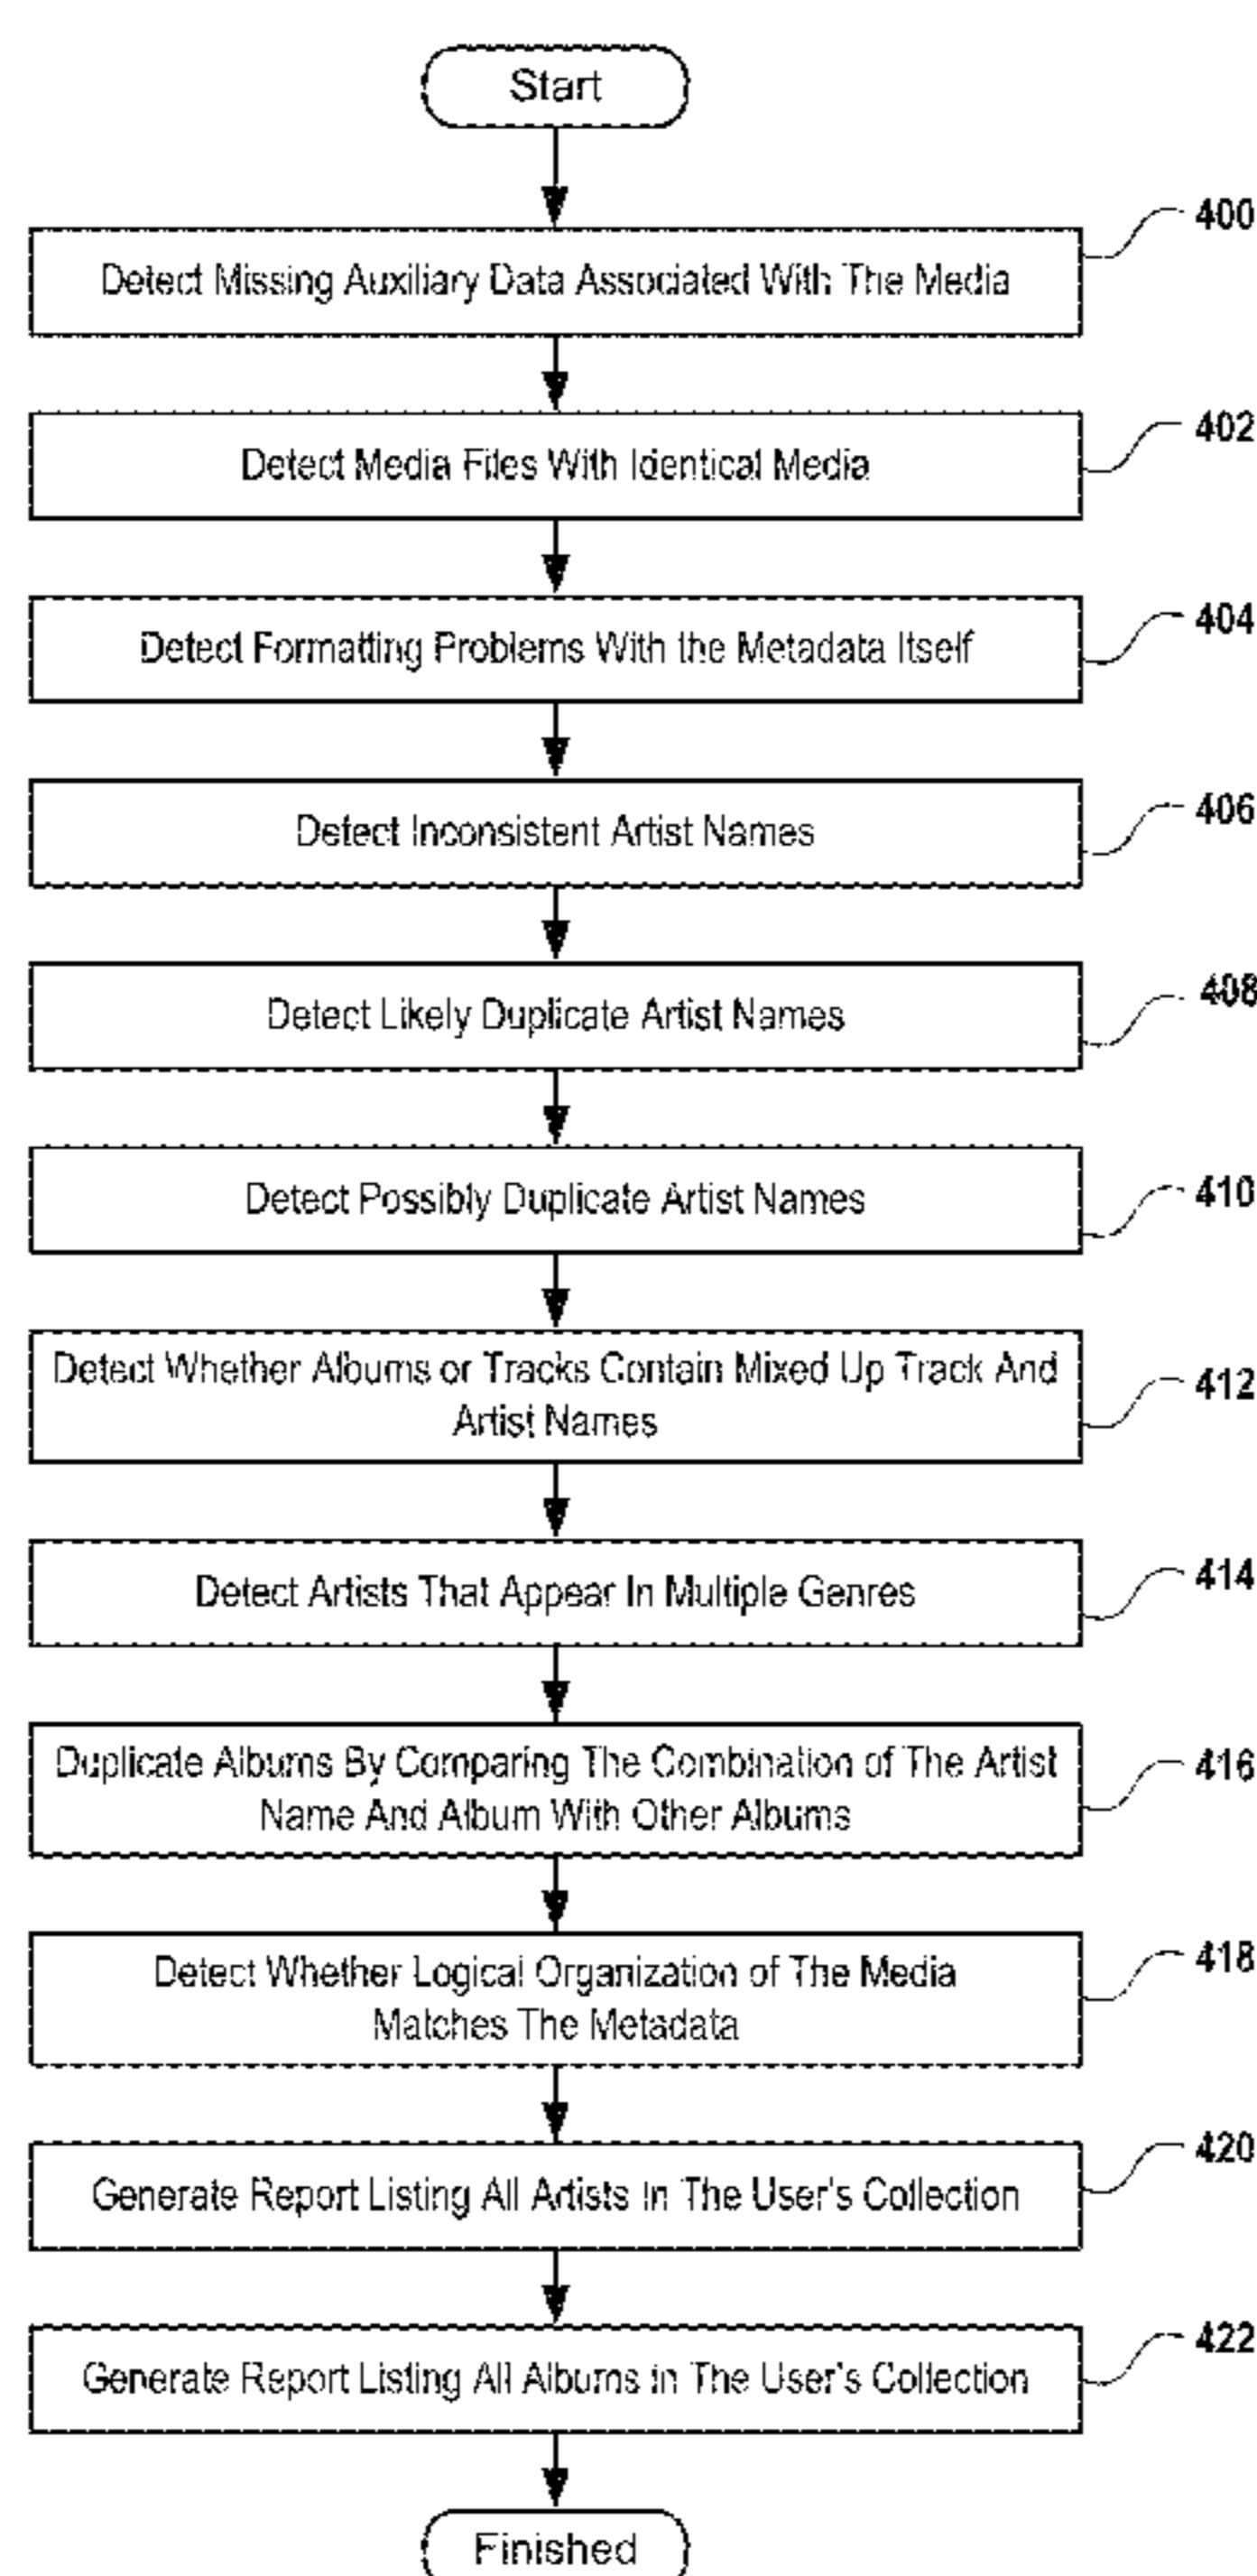 Start
400
Detect Missing Auxiliary Data Associated With The Media
402
Detect Media Files With Identical Media
404
Detect Formatting Problems With the Metadata Itself
406
Detect Inconsistent Artist Names
408
Detect Likely Duplicate Artist Names
410
Detect Possibly Duplicate Artist Names
412
Detect Whether Albums or Tracks Contain Mixed Up Track And
Artist Names
414
Detect Artists That Appear In Multiple Genres
416
Duplicate Albums By Comparing The Combination of The Artist
Name And Album With Other Albums
418
Detect Whether Logical Organization of The Media
Matches The Metadata
420
Generate Report Listing All Artists In The User's Collection
422
Generate Report Listing All Albums in The User's Collection
Finished